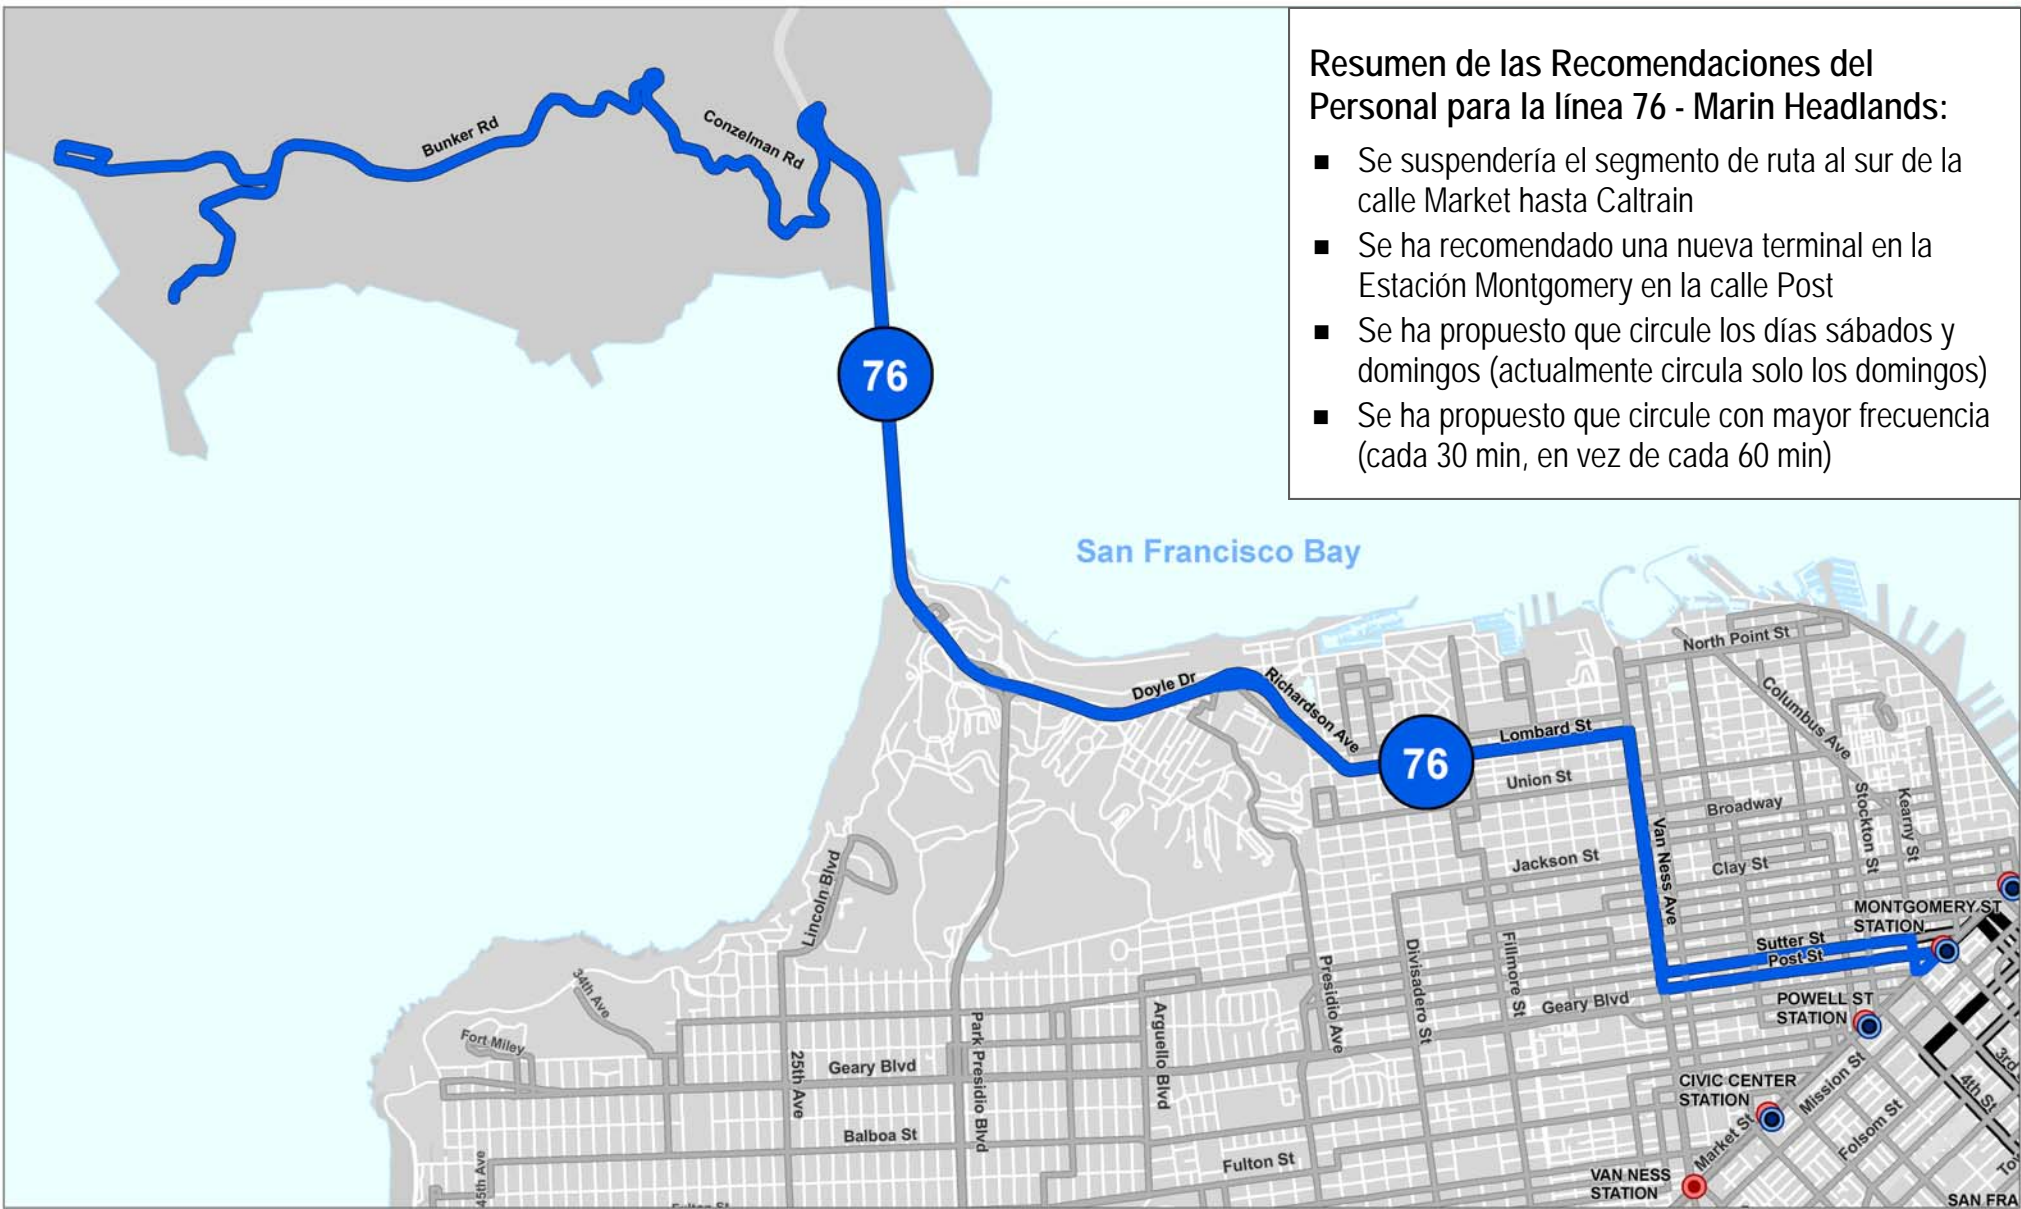 Resumen de las Recomendaciones del
Personal para la línea 76 - Marin Headlands:
■ Se suspendería el segmento de ruta al sur de la
calle Market hasta Caltrain
■ Se ha recomendado una nueva terminal en la
Estación Montgomery en la calle Post
■ Se ha propuesto que circule los días sábados y
domingos (actualmente circula solo los domingos)
■ Se ha propuesto que circule con mayor frecuencia
(cada 30 min, en vez de cada 60 min)
Bunker Rd
Conzelman Rd
76
San Francisco Bay
North Point St
Doyle Dr
Richardson Ave
76
Lombard St
Columbus Ave
Union St
Broadway
Stockton St
Kearny St
Van Ness Ave
Jackson St
Clay St
Lincoln Blvd
MONTGOMERY ST
STATION
Sutter St
Post St
34th Ave
Presidio Ave
Divisadero St
Fillmore St
Geary Blvd
POWELL ST
STATION
Fort Miley
Park Presidio Blvd
Arguello Blvd
25th Ave
Geary Blvd
3rd
4th St
CIVIC CENTER
STATION
Mission St
Market St
Folsom St
Balboa St
Fulton St
45th Ave
VAN NESS
STATION
SAN FRA
Fulton St